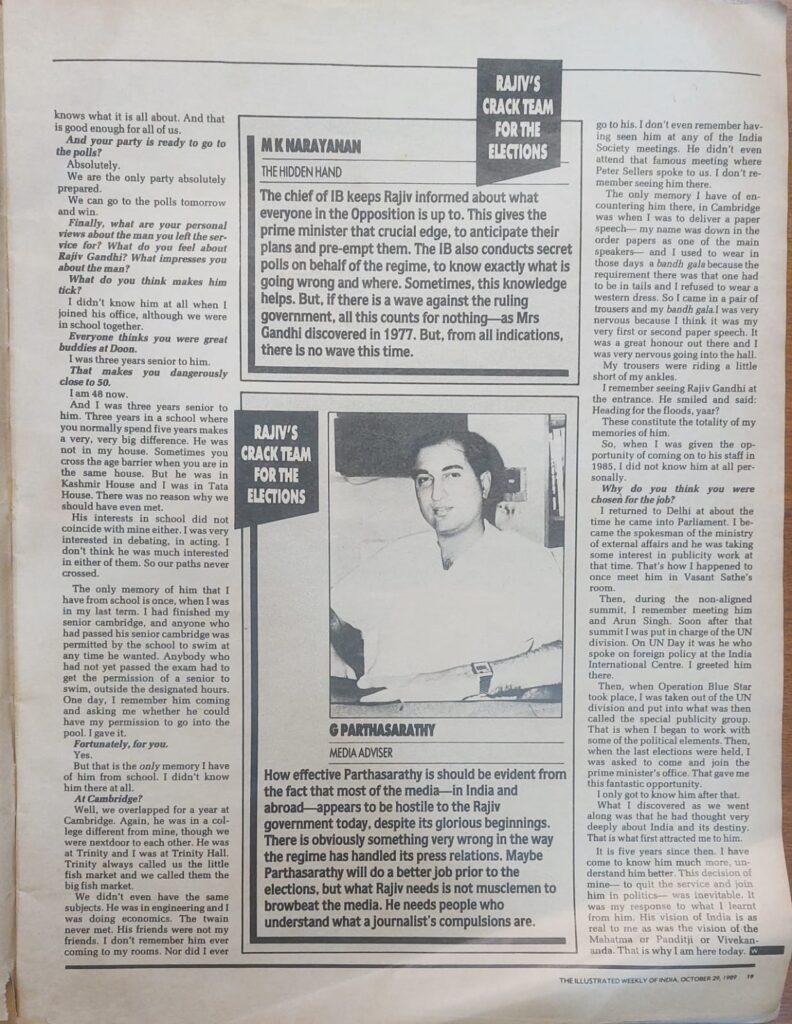 knows what it is all about. And that
is good enough for all of us.
And your party is ready to go to
the polls?
Absolutely.
We are the only party absolutely
prepared.
We can go to the polls tomorrow
and win.
Finally, what are your personal
views about the man you left the ser-
vice for? What do you feel about
Rajiv Gandhi? What impresses you
about the man?
What do you think makes him
tick?
I didn't know him at all when I
joined his office, although we were
in school together.
Everyone thinks you were great
buddies at Doon.
I was three years senior to him.
That makes you dangerously
close to 50.
I am 48 now.
And I was three years senior to
him. Three years in a school where
you normally spend five years makes
a very, very big difference. He was
not in my house. Sometimes you
cross the age barrier when you are in
the same house. But he was in
Kashmir House and I was in Tata
House. There was no reason why we
should have even met.
His interests in school did not
coincide with mine either. I was very
interested in debating, in acting. I
don't think he was much interested
in either of them. So our paths never
crossed.
The only memory of him that I
have from school is once, when I was
in my last term. I had finished my
senior cambridge, and anyone who
had passed his senior cambridge was
permitted by the school to swim at
any time he wanted. Anybody who
had not yet passed the exam had to
get the permission of a senior to
swim, outside the designated hours.
One day, I remember him coming
and asking me whether he could
have my permission to go into the
pool. I gave it.
Fortunately, for you.
Yes.
But that is the only memory I have
of him from school. I didn't know
him there at all.
At Cambridge?
Well, we overlapped for a year at
Cambridge. Again, he was in a col-
lege different from mine, though we
were nextdoor to each other. He was
at Trinity and I was at Trinity Hall.
Trinity always called us the little
fish market and we called them the
big fish market.
We didn't even have the same
subjects. He was in engineering and I
was doing economics. The twain
never met. His friends were not my
friends. I don't remember him ever
coming to my rooms. Nor did I ever
RAJIV'S
CRACK TEAM
FOR THE
ELECTIONS
M K NARAYANAN
THE HIDDEN HAND
The chief of IB keeps Rajiv informed about what
everyone in the Opposition is up to. This gives the
prime minister that crucial edge, to anticipate their
plans and pre-empt them. The IB also conducts secret
polls on behalf of the regime, to know exactly what is
going wrong and where. Sometimes, this knowledge
helps. But, if there is a wave against the ruling
government, all this counts for nothing—as Mrs
Gandhi discovered in 1977. But, from all indications,
there is no wave this time.
RAJIV'S
CRACK TEAM
FOR THE
ELECTIONS
G PARTHASARATHY
MEDIA ADVISER
How effective Parthasarathy is should be evident from
the fact that most of the media—in India and
abroad—appears to be hostile to the Rajiv
government today, despite its glorious beginnings.
There is obviously something very wrong in the way
the regime has handled its press relations. Maybe
Parthasarathy will do a better job prior to the
elections, but what Rajiv needs is not musclemen to
browbeat the media. He needs people who
understand what a journalist's compulsions are.
go to his. I don't even remember hav-
ing seen him at any of the India
Society meetings. He didn't even
attend that famous meeting where
Peter Sellers spoke to us. I don't re-
member seeing him there.
The only memory I have of en-
countering him there, in Cambridge
was when I was to deliver a paper
speech— my name was down in the
order papers as one of the main
speakers— and I used to wear in
those days a bandh gala because the
requirement there was that one had
to be in tails and I refused to wear a
western dress. So I came in a pair of
trousers and my bandh gala.I was very
nervous because I think it was my
very first or second paper speech. It
was a great honour out there and I
was very nervous going into the hall.
My trousers were riding a little
short of my ankles.
I remember seeing Rajiv Gandhi at
the entrance. He smiled and said:
Heading for the floods, yaar?
These constitute the totality of my
memories of him.
So, when I was given the op-
portunity of coming on to his staff in
1985, I did not know him at all per-
sonally.
Why do you think you were
chosen for the job?
I returned to Delhi at about the
time he came into Parliament. I be-
came the spokesman of the ministry
of external affairs and he was taking
some interest in publicity work at
that time. That's how I happened to
once meet him in Vasant Sathe's
room.
Then, during the non-aligned
summit, I remember meeting him
and Arun Singh. Soon after that
summit I was put in charge of the UN
division. On UN Day it was he who
spoke on foreign policy at the India
International Centre. I greeted him
there.
Then, when Operation Blue Star
took place, I was taken out of the UN
division and put into what was then
called the special publicity group.
That is when I began to work with
some of the political elements. Then,
when the last elections were held, I
was asked to come and join the
prime minister's office. That gave me
this fantastic opportunity.
I only got to know him after that.
What I discovered as we went
along was that he had thought very
deeply about India and its destiny.
That is what first attracted me to him.
It is five years since then. I have
come to know him much more, un-
derstand him better. This decision of
mine— to quit the service and join
him in politics— was inevitable. It
was my response to what I learnt
from him. His vision of India is as
real to me as was the vision of the
Mahatma or Panditji or Vivekan-
anda. That is why I am here today. W
THE ILLUSTRATED WEEKLY OF INDIA, OCTOBER 29, 1989 19